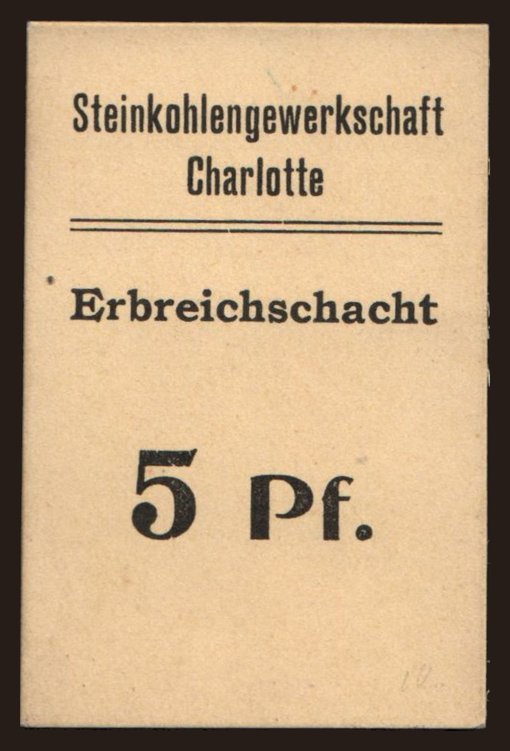 Steinkohlengewerkschaft
Charlotte
Erbreichschacht
5 Pf.